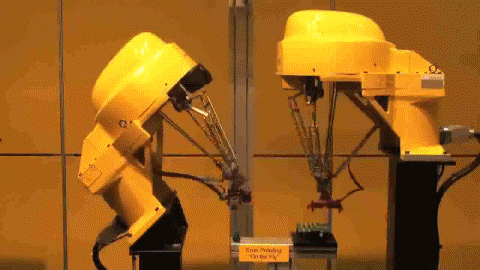 Error Proofing
"On the Fly"